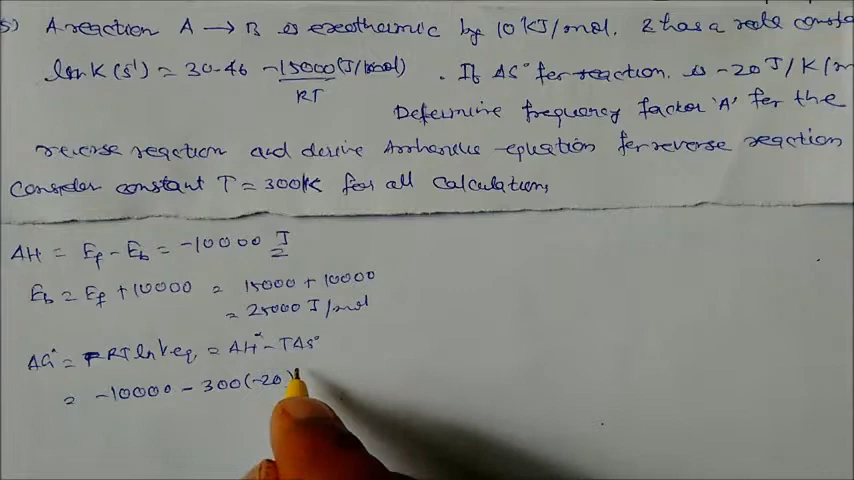 5) A reaction A → B is exothermic by 10 KJ/mol. & has a rate consta
ln K (s⁻¹) = 30.46 - 15000 (J/mol) / RT . If ΔS° for reaction is -20 J/K/m
Determine frequency factor 'A' for the
reverse reaction and derive Arrhenius equation for reverse reaction
Consider constant T = 300K for all calculations
ΔH = Ef - Eb = -10000 J
Eb = Ef + 10000 = 15000 + 10000
= 25000 J/mol
ΔG° = -RT ln Keq = ΔH° - TΔS°
= -10000 - 300(-20)